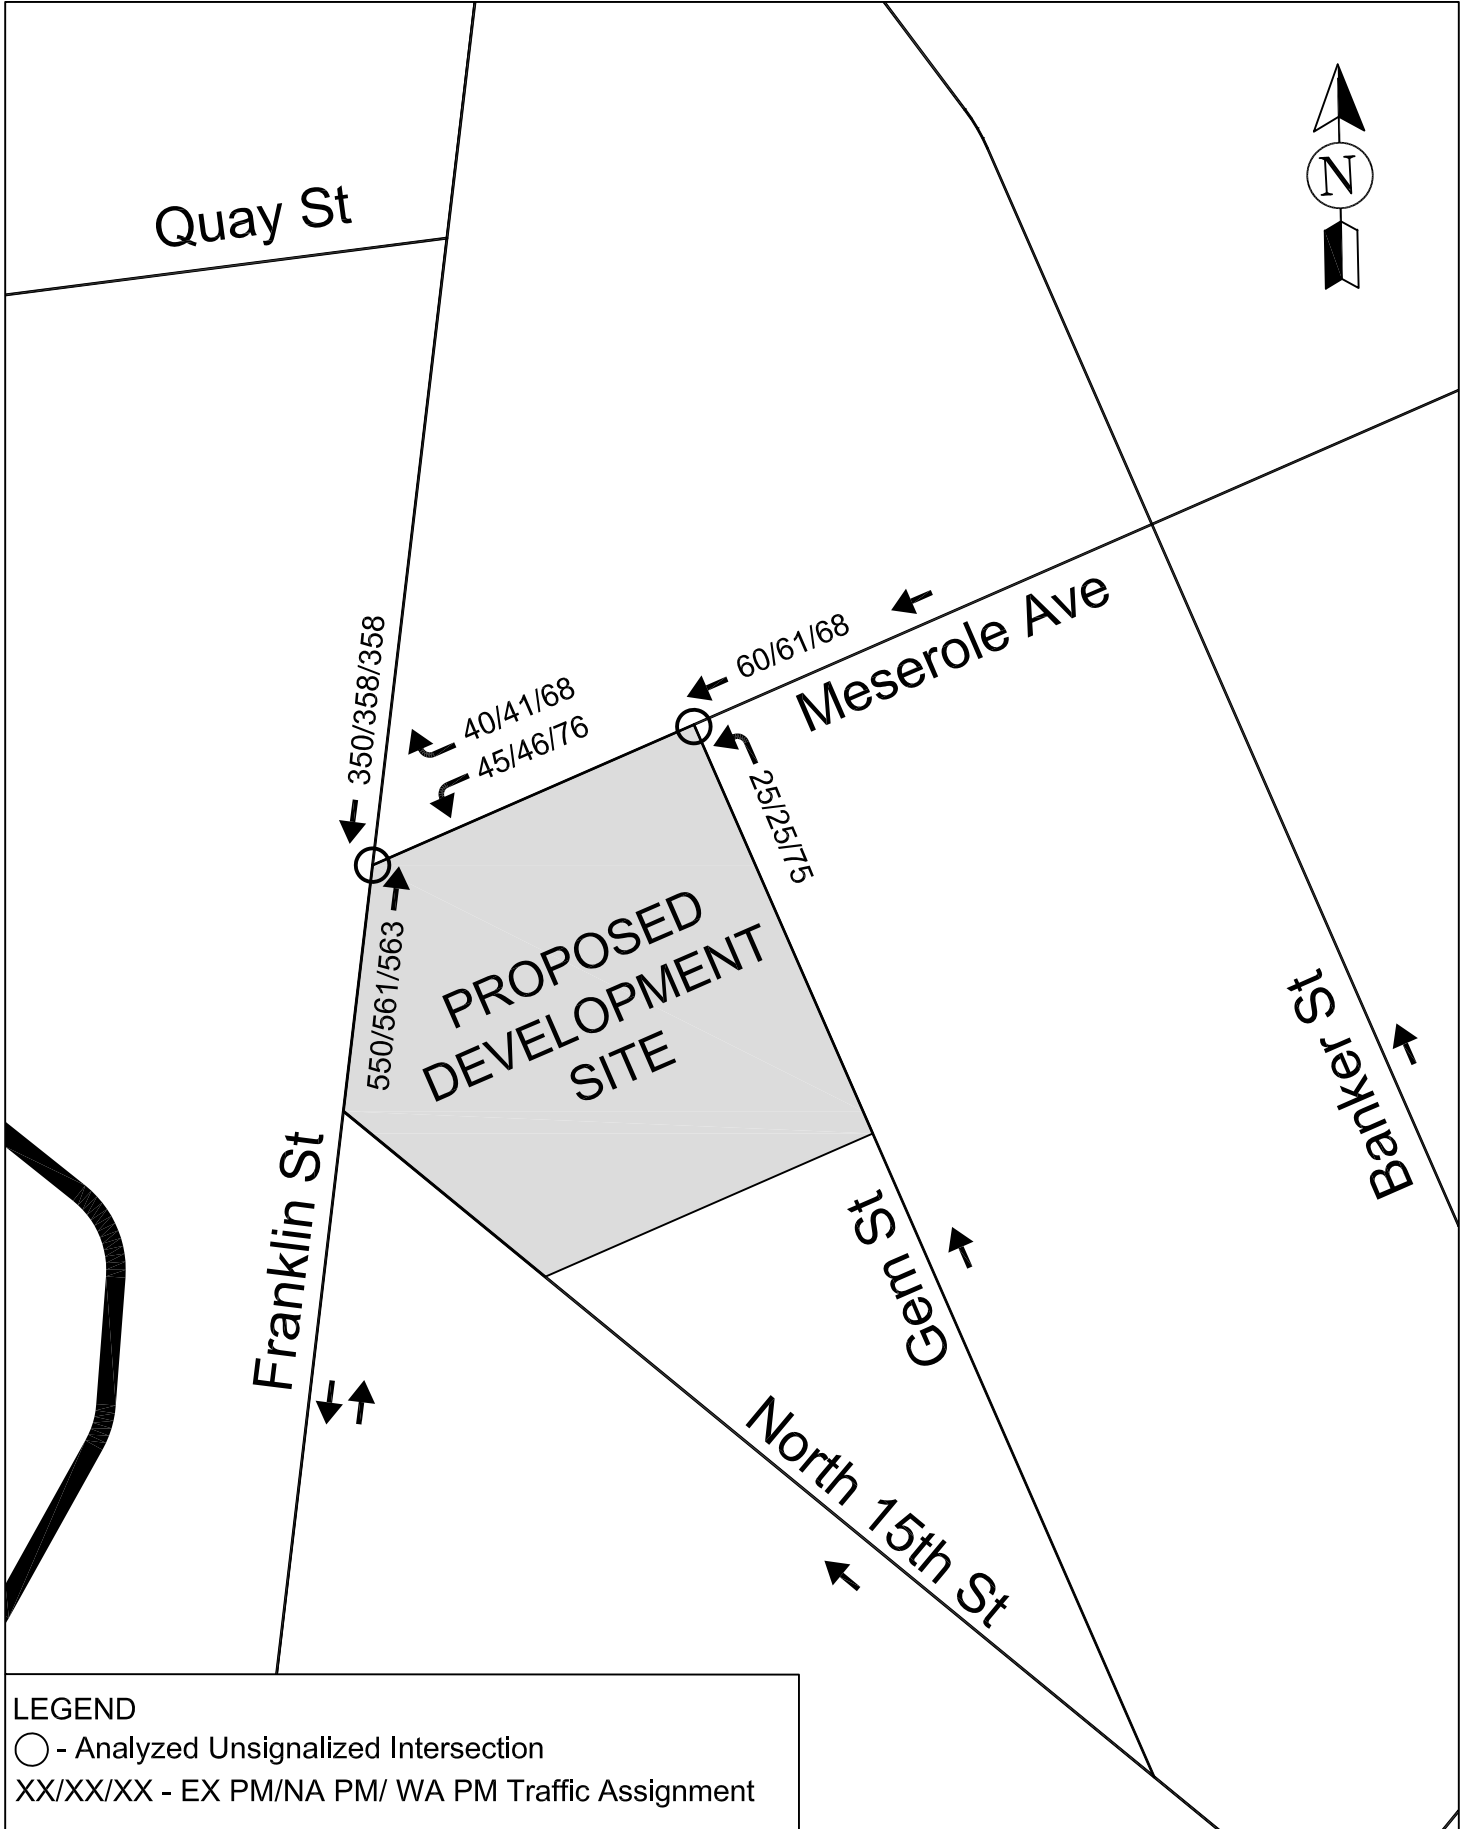 Quay St
N
350/358/358
40/41/68
45/46/76
60/61/68
Meserole Ave
25/25/75
550/561/563
PROPOSED
DEVELOPMENT
SITE
Banker St
Franklin St
Gem St
North 15th St
LEGEND
- Analyzed Unsignalized Intersection
XX/XX/XX - EX PM/NA PM/ WA PM Traffic Assignment